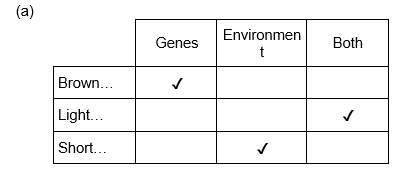 (a)
Genes Environmen
t Both
Brown… ✓
Light… ✓
Short… ✓